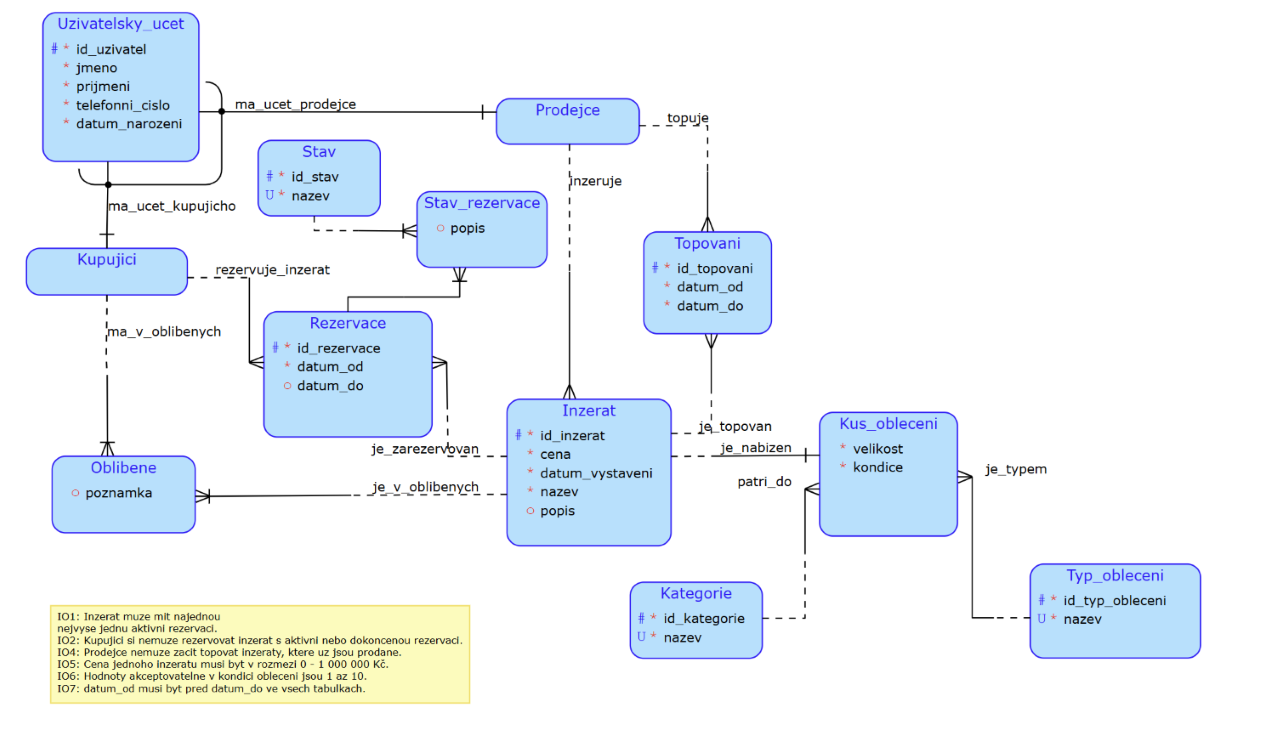 Uzivatelsky_ucet
# * id_uzivatel
* jmeno
* prijmeni
* telefonni_cislo
* datum_narozeni
ma_ucet_prodejce
Prodejce
topuje
Stav
# * id_stav
U * nazev
inzeruje
Stav_rezervace
○ popis
ma_ucet_kupujicho
Kupujici
rezervuje_inzerat
Topovani
# * id_topovani
* datum_od
* datum_do
ma_v_oblibenych
Rezervace
# * id_rezervace
* datum_od
○ datum_do
Inzerat
# * id_inzerat
* cena
* datum_vystaveni
* nazev
○ popis
je_topovan
je_nabizen
Kus_obleceni
* velikost
* kondice
je_zarezervovan
je_v_oblibenych
Oblibene
○ poznamka
patri_do
je_typem
Kategorie
# * id_kategorie
U * nazev
Typ_obleceni
# * id_typ_obleceni
U * nazev
IO1: Inzerat muze mit najednou
nejvyse jednu aktivni rezervaci.
IO2: Kupujici si nemuze rezervovat inzerat s aktivni nebo dokoncenou rezervaci.
IO4: Prodejce nemuze zacit topovat inzeraty, ktere uz jsou prodane.
IO5: Cena jednoho inzeratu musi byt v rozmezi 0 - 1 000 000 Kč.
IO6: Hodnoty akceptovatelne v kondici obleceni jsou 1 az 10.
IO7: datum_od musi byt pred datum_do ve vsech tabulkach.